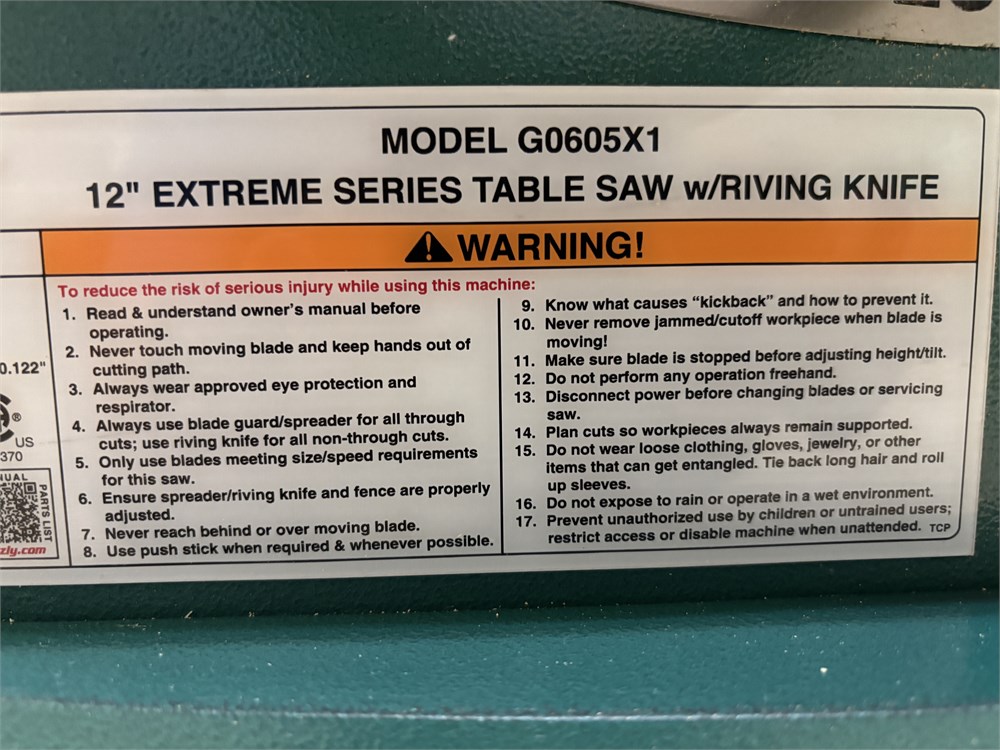 MODEL G0605X1
12" EXTREME SERIES TABLE SAW w/RIVING KNIFE
WARNING!
To reduce the risk of serious injury while using this machine:
1. Read & understand owner's manual before
operating.
2. Never touch moving blade and keep hands out of
cutting path.
3. Always wear approved eye protection and
respirator.
4. Always use blade guard/spreader for all through
cuts; use riving knife for all non-through cuts.
5. Only use blades meeting size/speed requirements
for this saw.
6. Ensure spreader/riving knife and fence are properly
adjusted.
7. Never reach behind or over moving blade.
8. Use push stick when required & whenever possible.
9. Know what causes “kickback” and how to prevent it.
10. Never remove jammed/cutoff workpiece when blade is
moving!
11. Make sure blade is stopped before adjusting height/tilt.
12. Do not perform any operation freehand.
13. Disconnect power before changing blades or servicing
saw.
14. Plan cuts so workpieces always remain supported.
15. Do not wear loose clothing, gloves, jewelry, or other
items that can get entangled. Tie back long hair and roll
up sleeves.
16. Do not expose to rain or operate in a wet environment.
17. Prevent unauthorized use by children or untrained users;
restrict access or disable machine when unattended. TCP
0.122"
®
US
370
UAL
PARTS LIST
zly.com